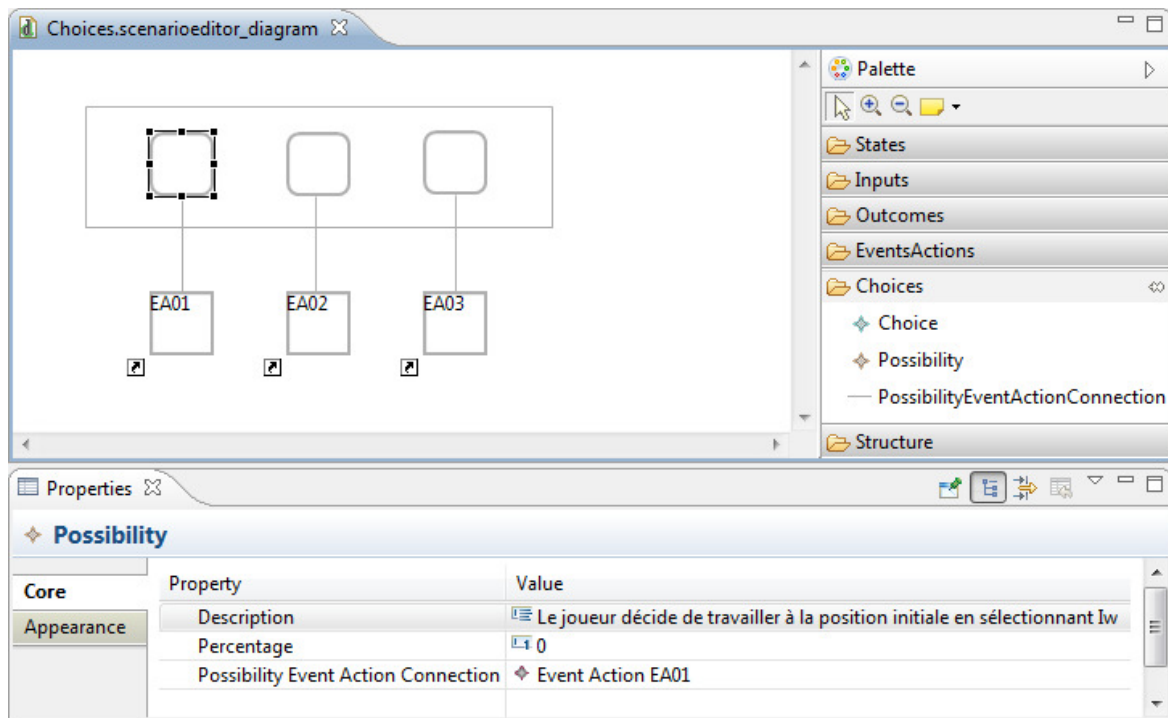 Choices.scenarioeditor_diagram
Palette
States
Inputs
Outcomes
EventsActions
Choices
Choice
Possibility
PossibilityEventActionConnection
Structure
EA01 EA02 EA03
Properties
Possibility
Core
Appearance
Property Value
Description Le joueur décide de travailler à la position initiale en sélectionnant Iw
Percentage 0
Possibility Event Action Connection Event Action EA01